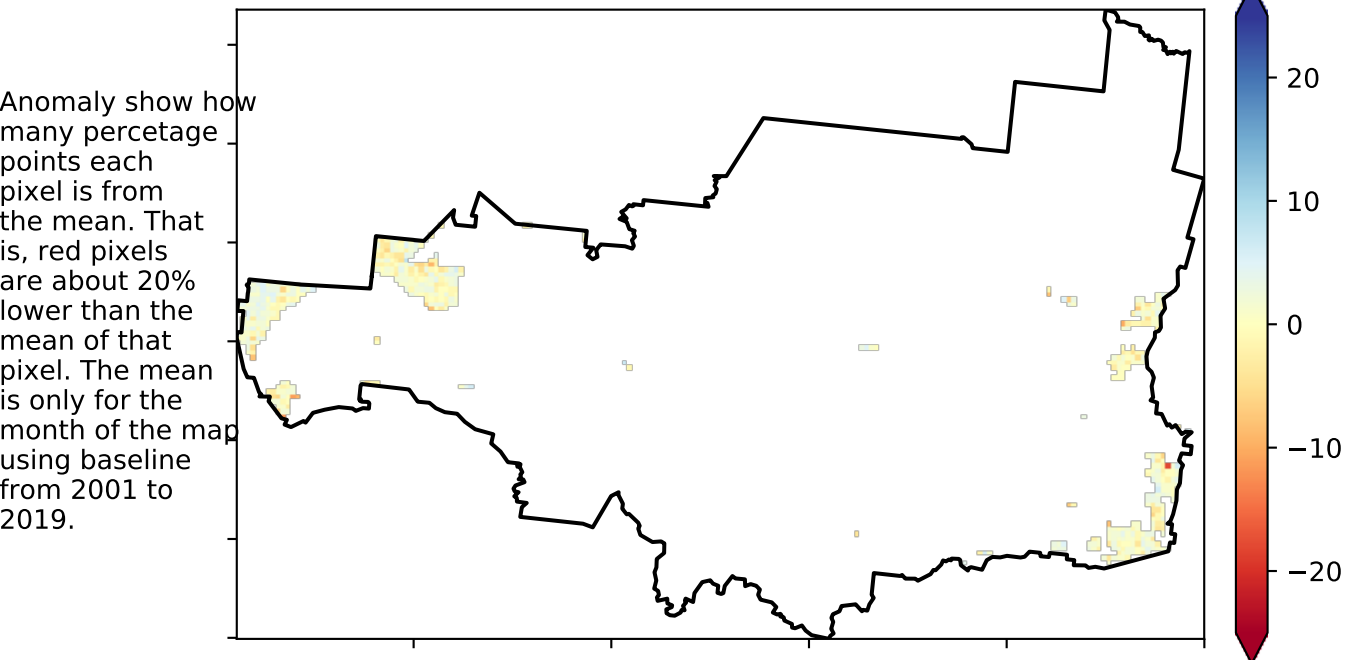 Anomaly show how
many percetage
points each
pixel is from
the mean. That
is, red pixels
are about 20%
lower than the
mean of that
pixel. The mean
is only for the
month of the map
using baseline
from 2001 to
2019.
20
10
0
−10
−20